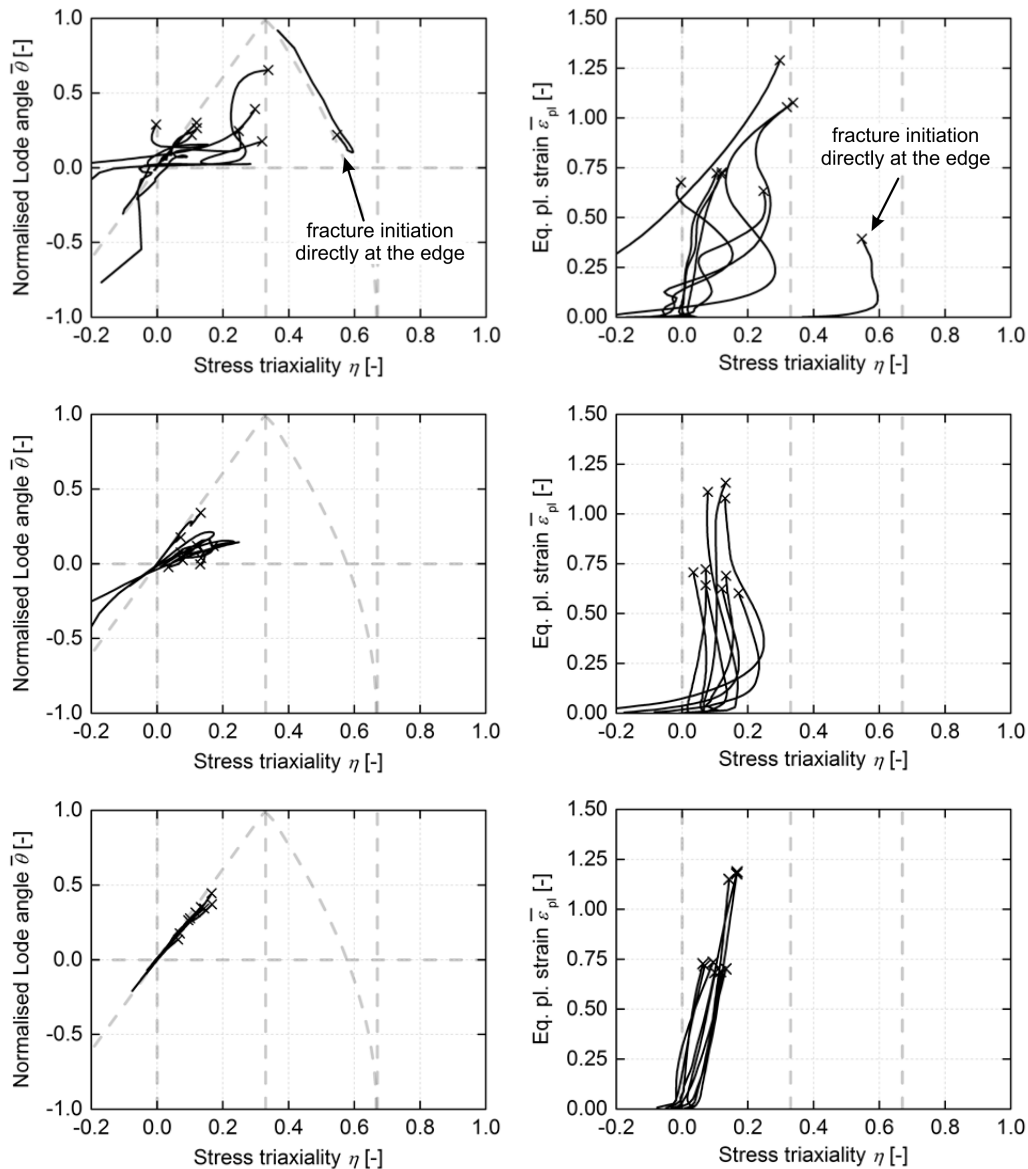 1.0
0.5
0.0
-0.5
-1.0
Normalised Lode angle θ̅ [-]
fracture initiation
directly at the edge
-0.2 0.0 0.2 0.4 0.6 0.8 1.0
Stress triaxiality η [-]
1.50
1.25
1.00
0.75
0.50
0.25
0.00
Eq. pl. strain ε̅pl [-]
fracture initiation
directly at the edge
-0.2 0.0 0.2 0.4 0.6 0.8 1.0
Stress triaxiality η [-]
1.0
0.5
0.0
-0.5
-1.0
Normalised Lode angle θ̅ [-]
-0.2 0.0 0.2 0.4 0.6 0.8 1.0
Stress triaxiality η [-]
1.50
1.25
1.00
0.75
0.50
0.25
0.00
Eq. pl. strain ε̅pl [-]
-0.2 0.0 0.2 0.4 0.6 0.8 1.0
Stress triaxiality η [-]
1.0
0.5
0.0
-0.5
-1.0
Normalised Lode angle θ̅ [-]
-0.2 0.0 0.2 0.4 0.6 0.8 1.0
Stress triaxiality η [-]
1.50
1.25
1.00
0.75
0.50
0.25
0.00
Eq. pl. strain ε̅pl [-]
-0.2 0.0 0.2 0.4 0.6 0.8 1.0
Stress triaxiality η [-]